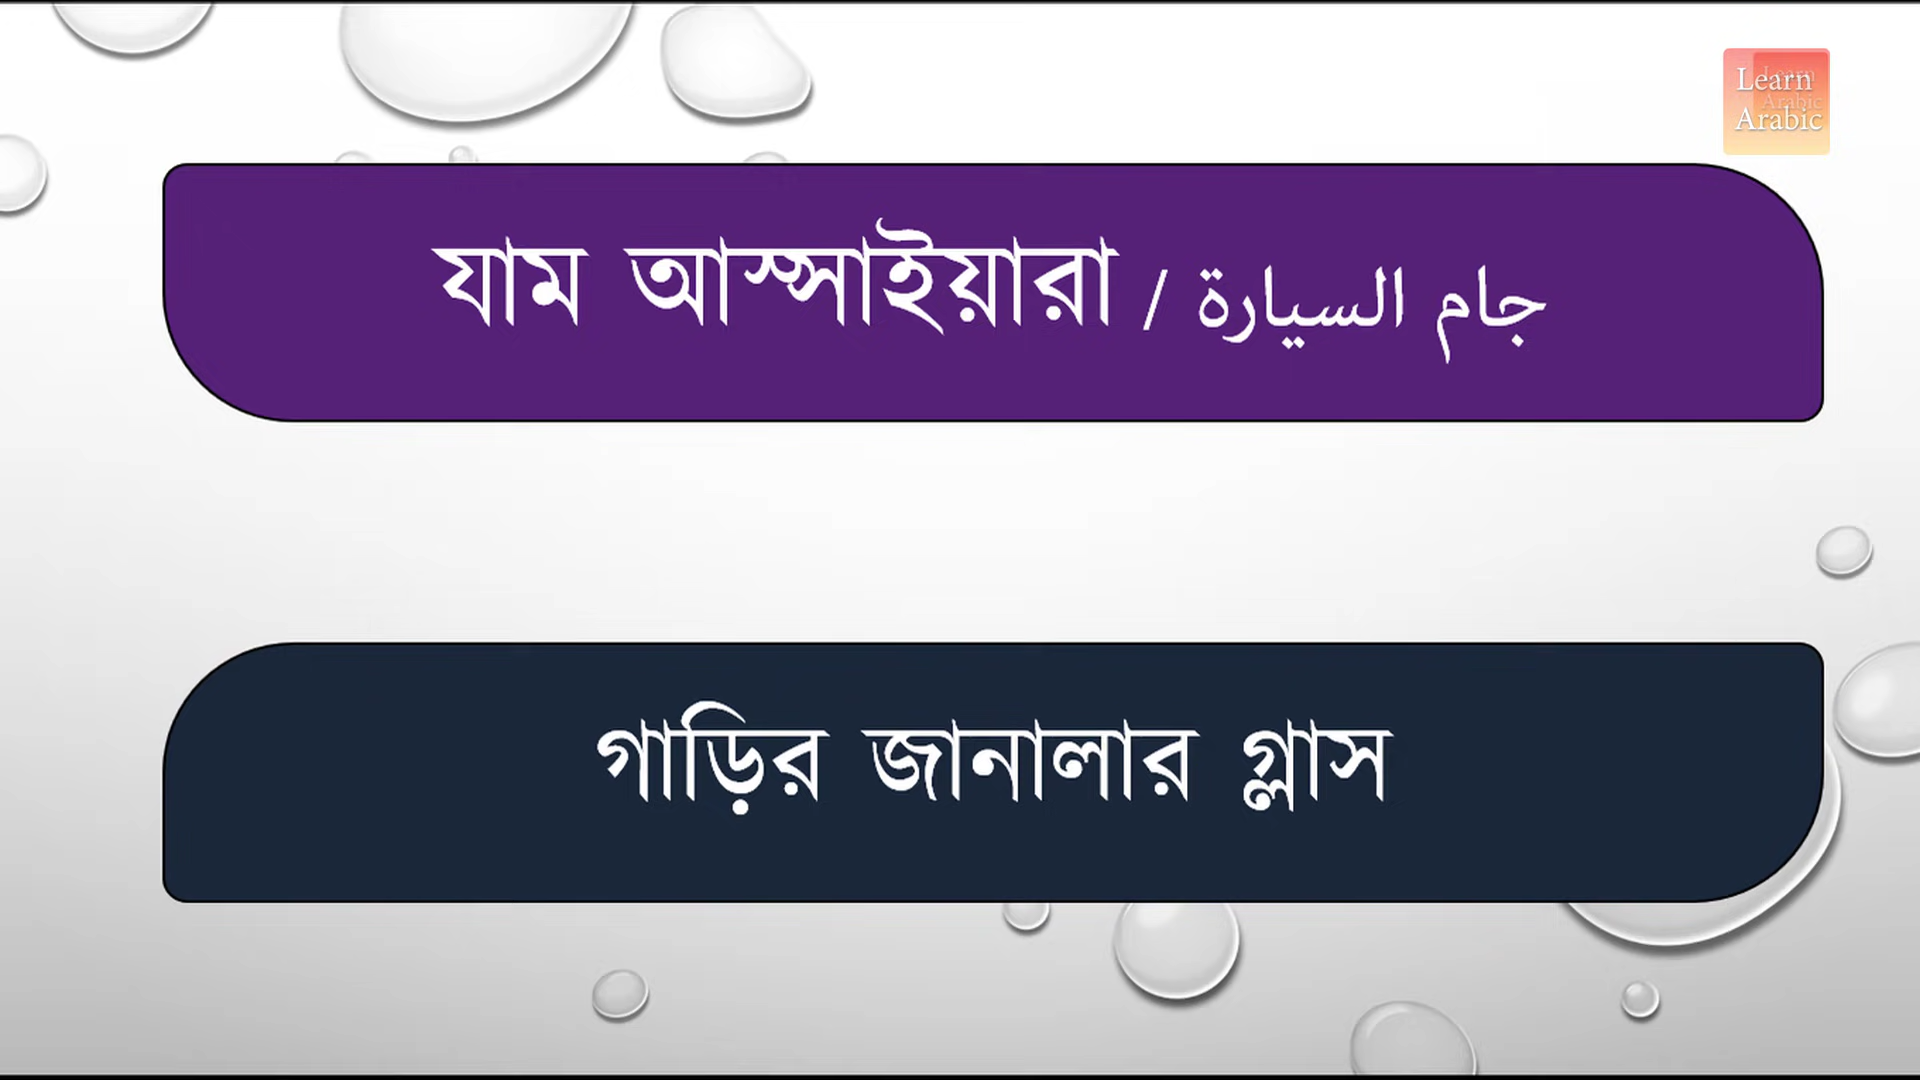 Learn
Arabic
যাম আস্সাইয়ারা / جام السيارة
গাড়ির জানালার গ্লাস